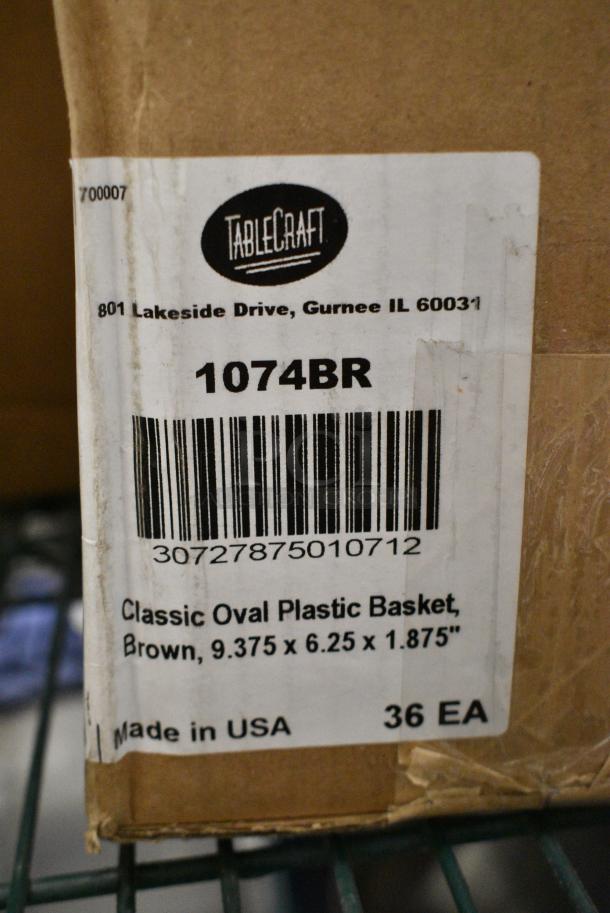 700007
TABLECRAFT
801 Lakeside Drive, Gurnee IL 60031
1074BR
PCI
30727875010712
Classic Oval Plastic Basket,
Brown, 9.375 x 6.25 x 1.875"
Made in USA 36 EA